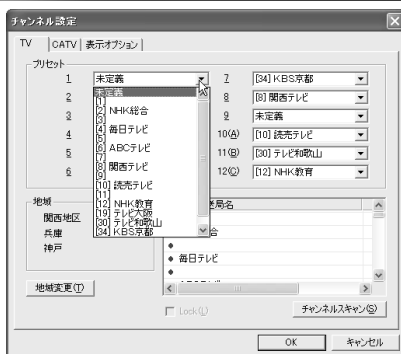 チャンネル設定
TV
CATV
表示オプション
プリセット
1 未定義
2
3
4
5
6
未定義
[1]
[2] NHK総合
[3]
[4] 毎日テレビ
[5]
[6] ABCテレビ
[7]
[8] 関西テレビ
[9]
[10] 読売テレビ
[11]
[12] NHK教育
[19] テレビ大阪
[30] テレビ和歌山
[34] KBS京都
7 [34] KBS京都
8 [8] 関西テレビ
9 未定義
10(A) [10] 読売テレビ
11(B) [30] テレビ和歌山
12(C) [12] NHK教育
地域
関西地区
兵庫
神戸
地域変更(T)
局名
合
毎日テレビ
Lock(L)
チャンネルスキャン(S)
OK
キャンセル